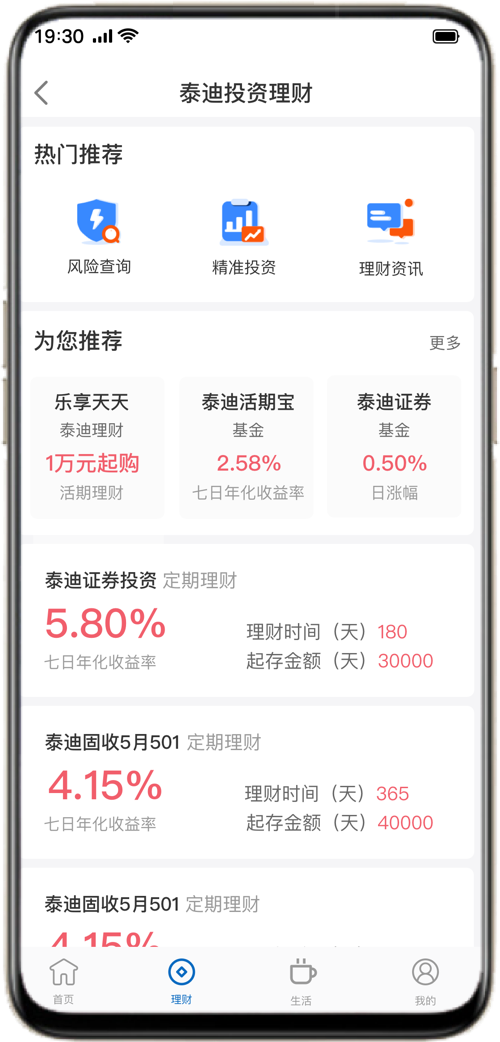 19:30
泰迪投资理财
热门推荐
风险查询 精准投资 理财资讯
为您推荐 更多
乐享天天 泰迪活期宝 泰迪证券
泰迪理财 基金 基金
1万元起购 2.58% 0.50%
活期理财 七日年化收益率 日涨幅
泰迪证券投资 定期理财
5.80%
理财时间（天）180
七日年化收益率
起存金额（天）30000
泰迪固收5月501 定期理财
4.15%
理财时间（天）365
七日年化收益率
起存金额（天）40000
泰迪固收5月501 定期理财
4.15%
首页 理财 生活 我的